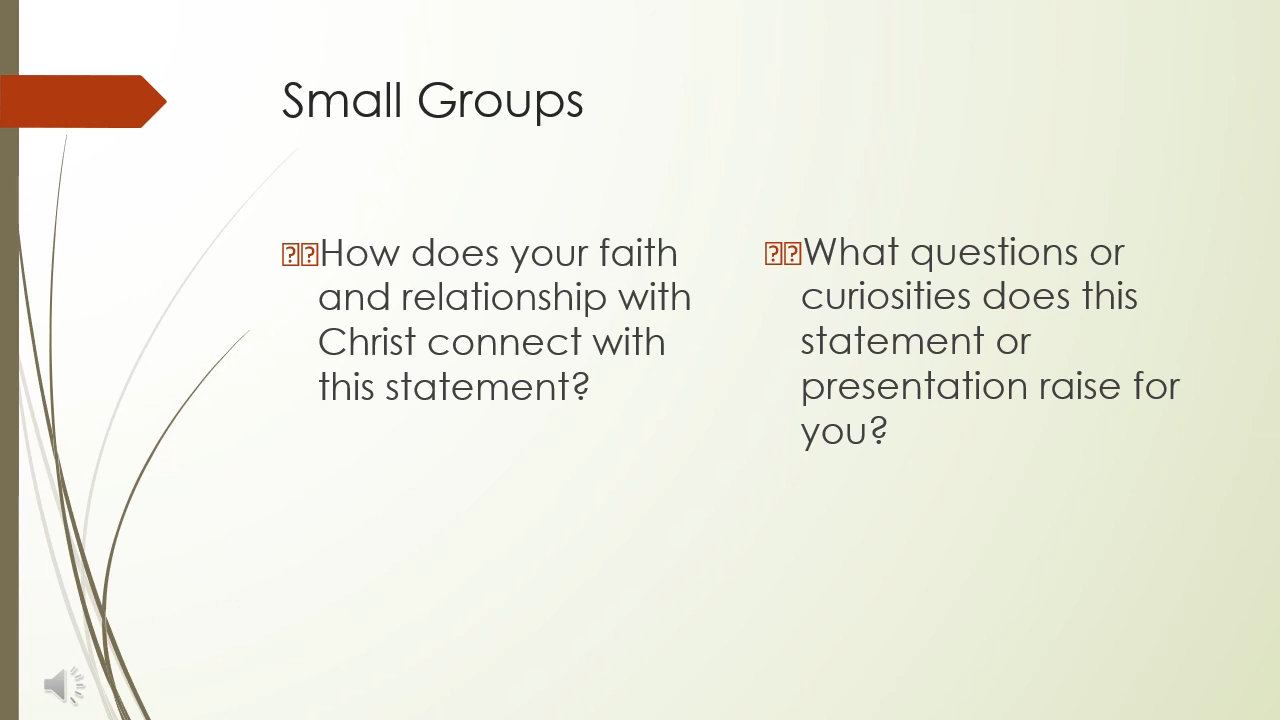 Small Groups
How does your faith
and relationship with
Christ connect with
this statement?
What questions or
curiosities does this
statement or
presentation raise for
you?